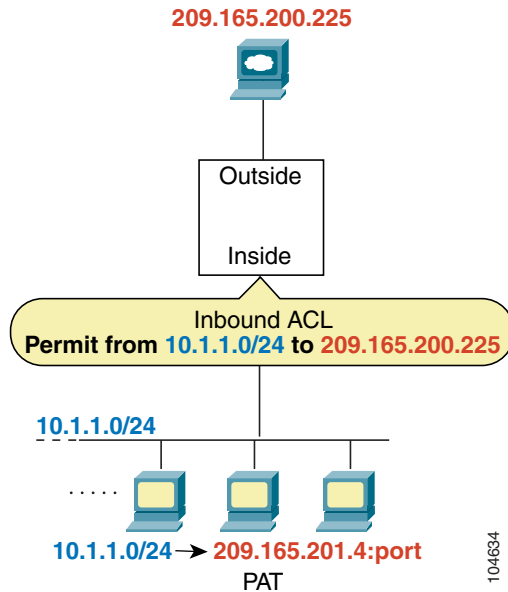 209.165.200.225
Outside
Inside
Inbound ACL
Permit from 10.1.1.0/24 to 209.165.200.225
10.1.1.0/24
10.1.1.0/24 209.165.201.4:port
PAT
104634